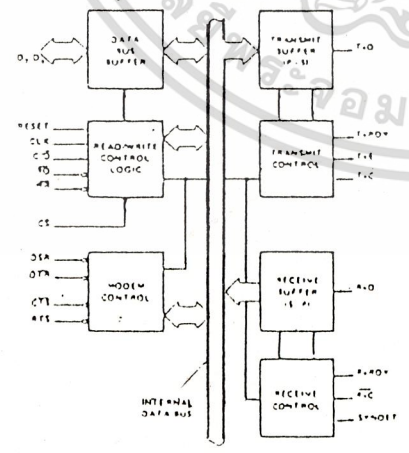 DATA
BUS
BUFFER
TRANSMIT
BUFFER
(P-S)
TxD
RESET
CLK
C/D
RD
WR
CS
READ/WRITE
CONTROL
LOGIC
TRANSMIT
CONTROL
TxRDY
TxE
TxC
DSR
DTR
CTS
RTS
MODEM
CONTROL
RECEIVE
BUFFER
(S-P)
RxD
INTERNAL
DATA BUS
RECEIVE
CONTROL
RxRDY
RxC
SYNDET